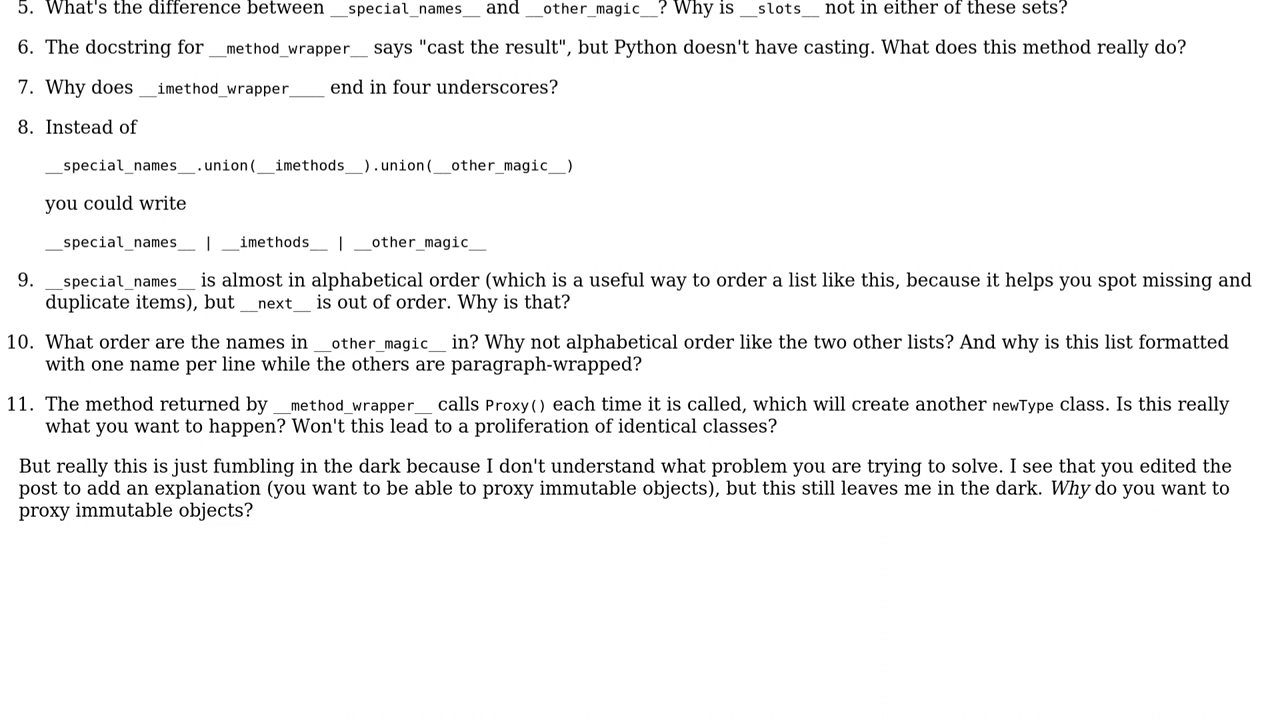 5. What's the difference between __special_names__ and __other_magic__? Why is __slots__ not in either of these sets?
6. The docstring for __method_wrapper__ says "cast the result", but Python doesn't have casting. What does this method really do?
7. Why does __imethod_wrapper____ end in four underscores?
8. Instead of
__special_names__.union(__imethods__).union(__other_magic__)
you could write
__special_names__ | __imethods__ | __other_magic__
9. __special_names__ is almost in alphabetical order (which is a useful way to order a list like this, because it helps you spot missing and
duplicate items), but __next__ is out of order. Why is that?
10. What order are the names in __other_magic__ in? Why not alphabetical order like the two other lists? And why is this list formatted
with one name per line while the others are paragraph-wrapped?
11. The method returned by __method_wrapper__ calls Proxy() each time it is called, which will create another newType class. Is this really
what you want to happen? Won't this lead to a proliferation of identical classes?
But really this is just fumbling in the dark because I don't understand what problem you are trying to solve. I see that you edited the
post to add an explanation (you want to be able to proxy immutable objects), but this still leaves me in the dark. Why do you want to
proxy immutable objects?